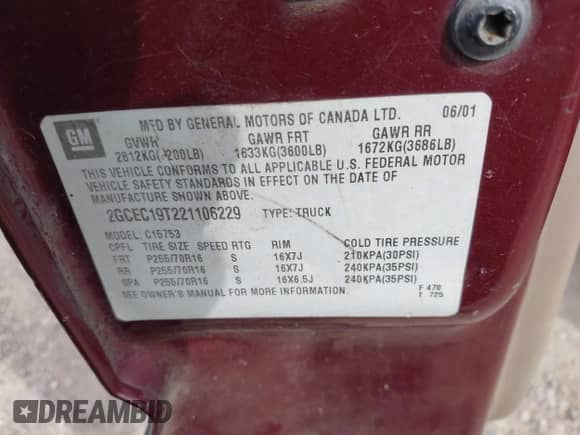 GM
MFD BY GENERAL MOTORS OF CANADA LTD. 06/01
GVWR GAWR FRT GAWR RR
2812KG( 200LB) 1633KG(3600LB) 1672KG(3686LB)
THIS VEHICLE CONFORMS TO ALL APPLICABLE U.S. FEDERAL MOTOR
VEHICLE SAFETY STANDARDS IN EFFECT ON THE DATE OF
MANUFACTURE SHOWN ABOVE.
2GCEC19T221106229 TYPE: TRUCK
MODEL: C15753
CPFL TIRE SIZE SPEED RTG RIM COLD TIRE PRESSURE
FRT P255/70R16 S 16X7J 210KPA(30PSI)
RR P255/70R16 S 16X7J 240KPA(35PSI)
SPA P255/70R16 S 16X6.5J 240KPA(35PSI)
SEE OWNER'S MANUAL FOR MORE INFORMATION.
F 470
T 725
DREAMBID